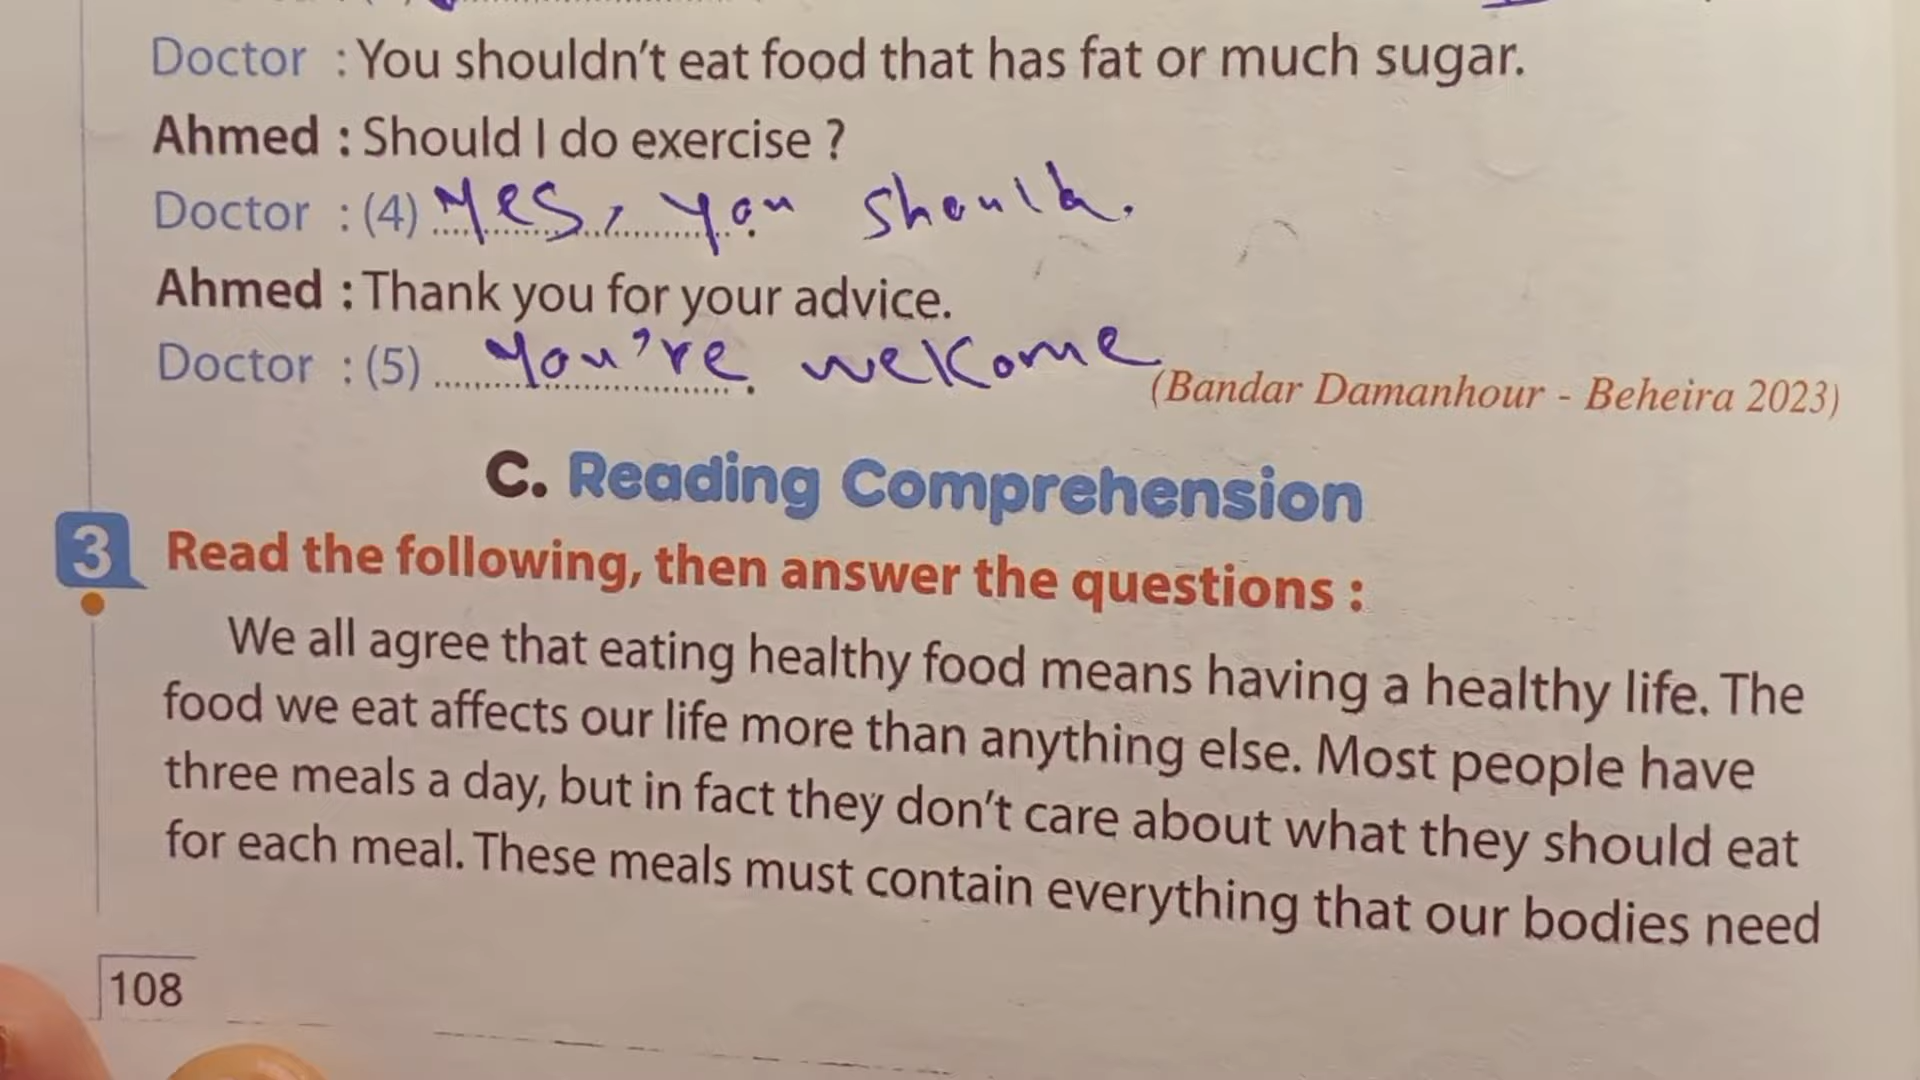 Doctor : You shouldn't eat food that has fat or much sugar.
Ahmed : Should I do exercise ?
Doctor : (4) Yes, you should.
Ahmed : Thank you for your advice.
Doctor : (5) You're welcome.
(Bandar Damanhour - Beheira 2023)
C. Reading Comprehension
3 Read the following, then answer the questions :
We all agree that eating healthy food means having a healthy life. The
food we eat affects our life more than anything else. Most people have
three meals a day, but in fact they don't care about what they should eat
for each meal. These meals must contain everything that our bodies need
108